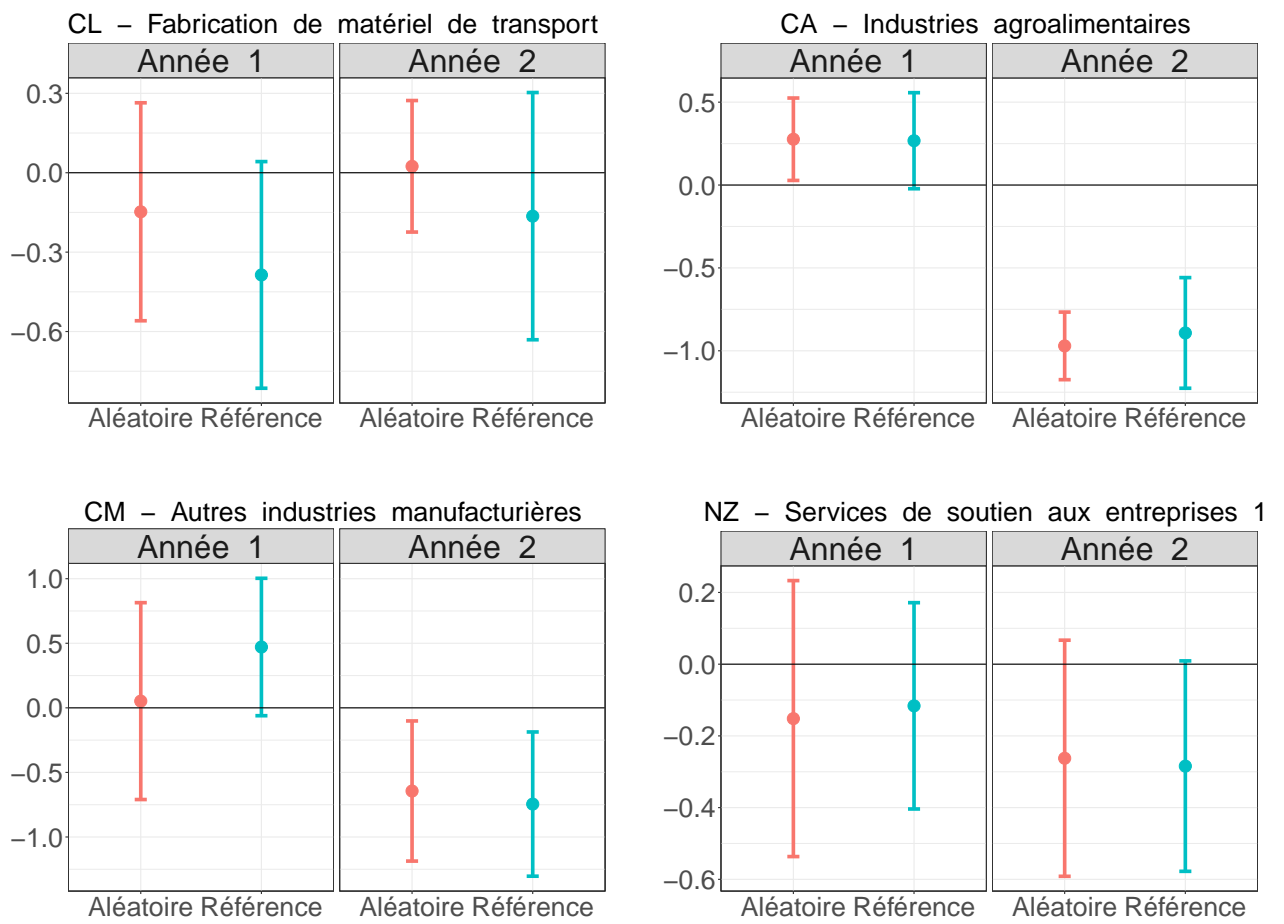 CL – Fabrication de matériel de transport
Année 1 Année 2
0.3
0.0
−0.3
−0.6
Aléatoire Référence Aléatoire Référence
CA – Industries agroalimentaires
Année 1 Année 2
0.5
0.0
−0.5
−1.0
Aléatoire Référence Aléatoire Référence
CM – Autres industries manufacturières
Année 1 Année 2
1.0
0.5
0.0
−0.5
−1.0
Aléatoire Référence Aléatoire Référence
NZ – Services de soutien aux entreprises 1
Année 1 Année 2
0.2
0.0
−0.2
−0.4
−0.6
Aléatoire Référence Aléatoire Référence